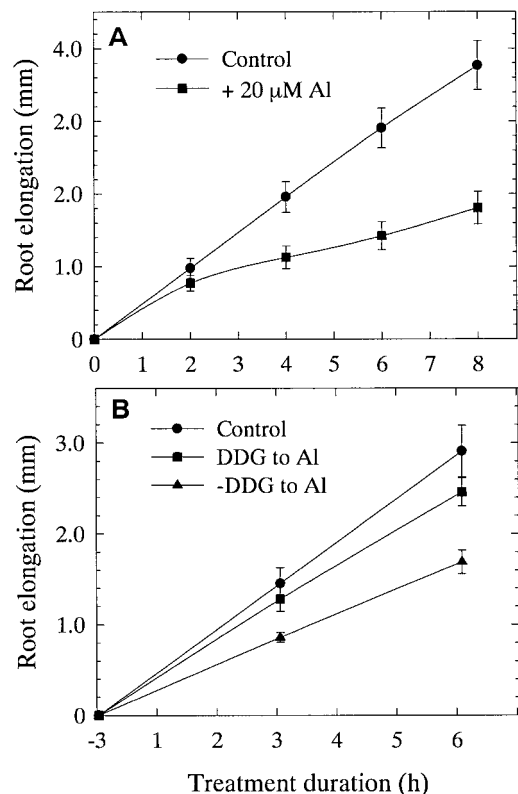 A
Control
+ 20 μM Al
Root elongation (mm)
4.0
2.0
2.0
1.0
0
0 1 2 3 4 5 6 7 8
B
Control
DDG to Al
-DDG to Al
Root elongation (mm)
3.0
2.0
1.0
0
-3 1 2 3 4 5 6
Treatment duration (h)